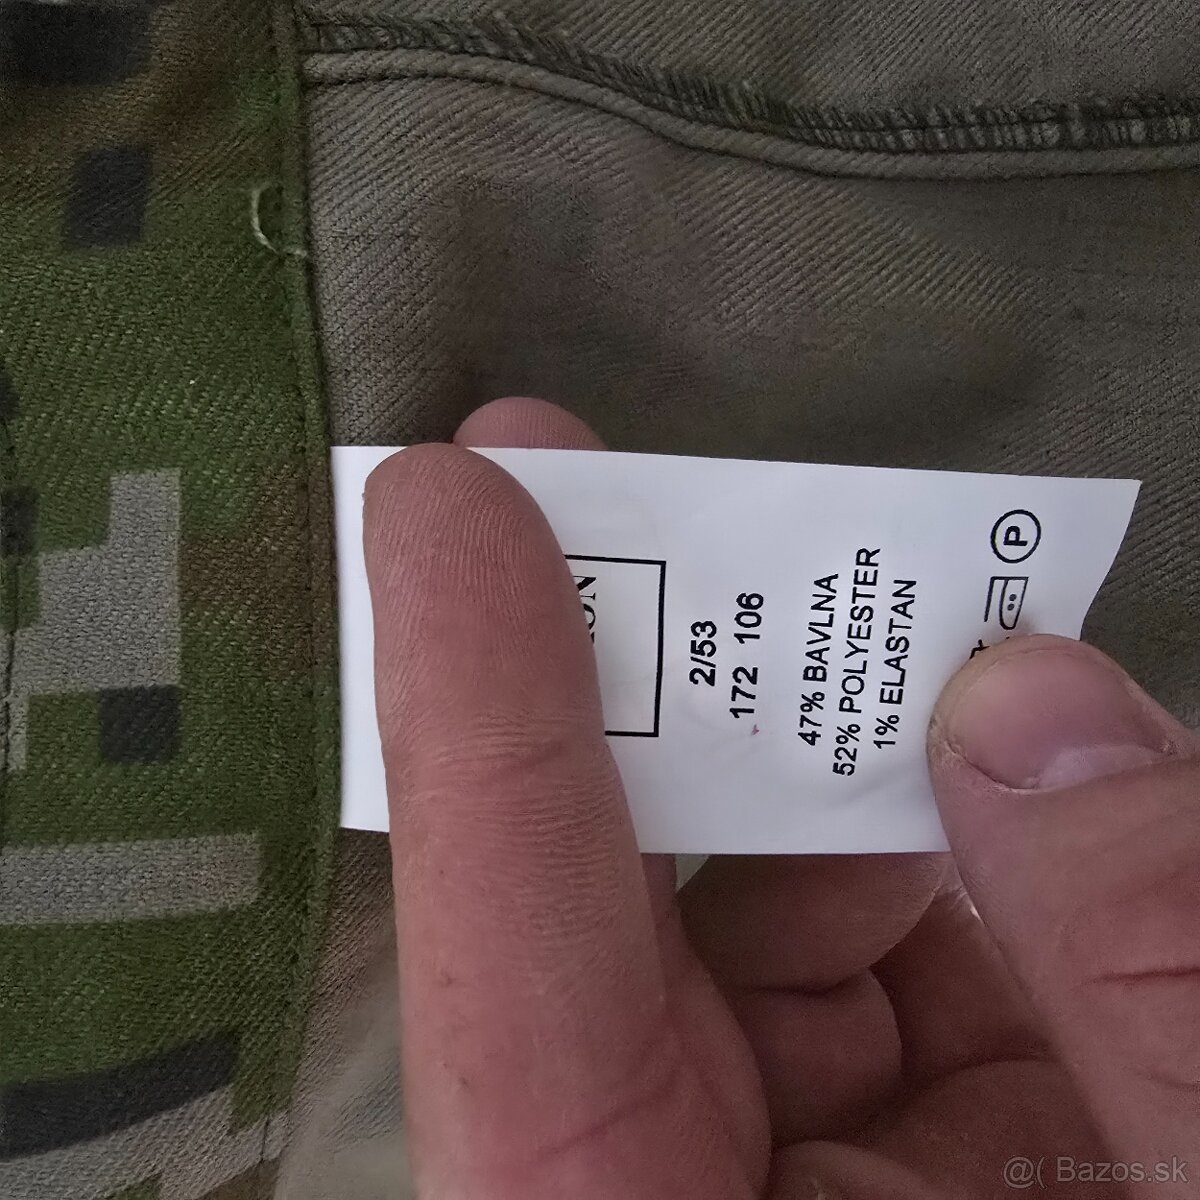 2/53
172 106
47% BAVLNA
52% POLYESTER
1% ELASTAN
P
@( Bazos.sk